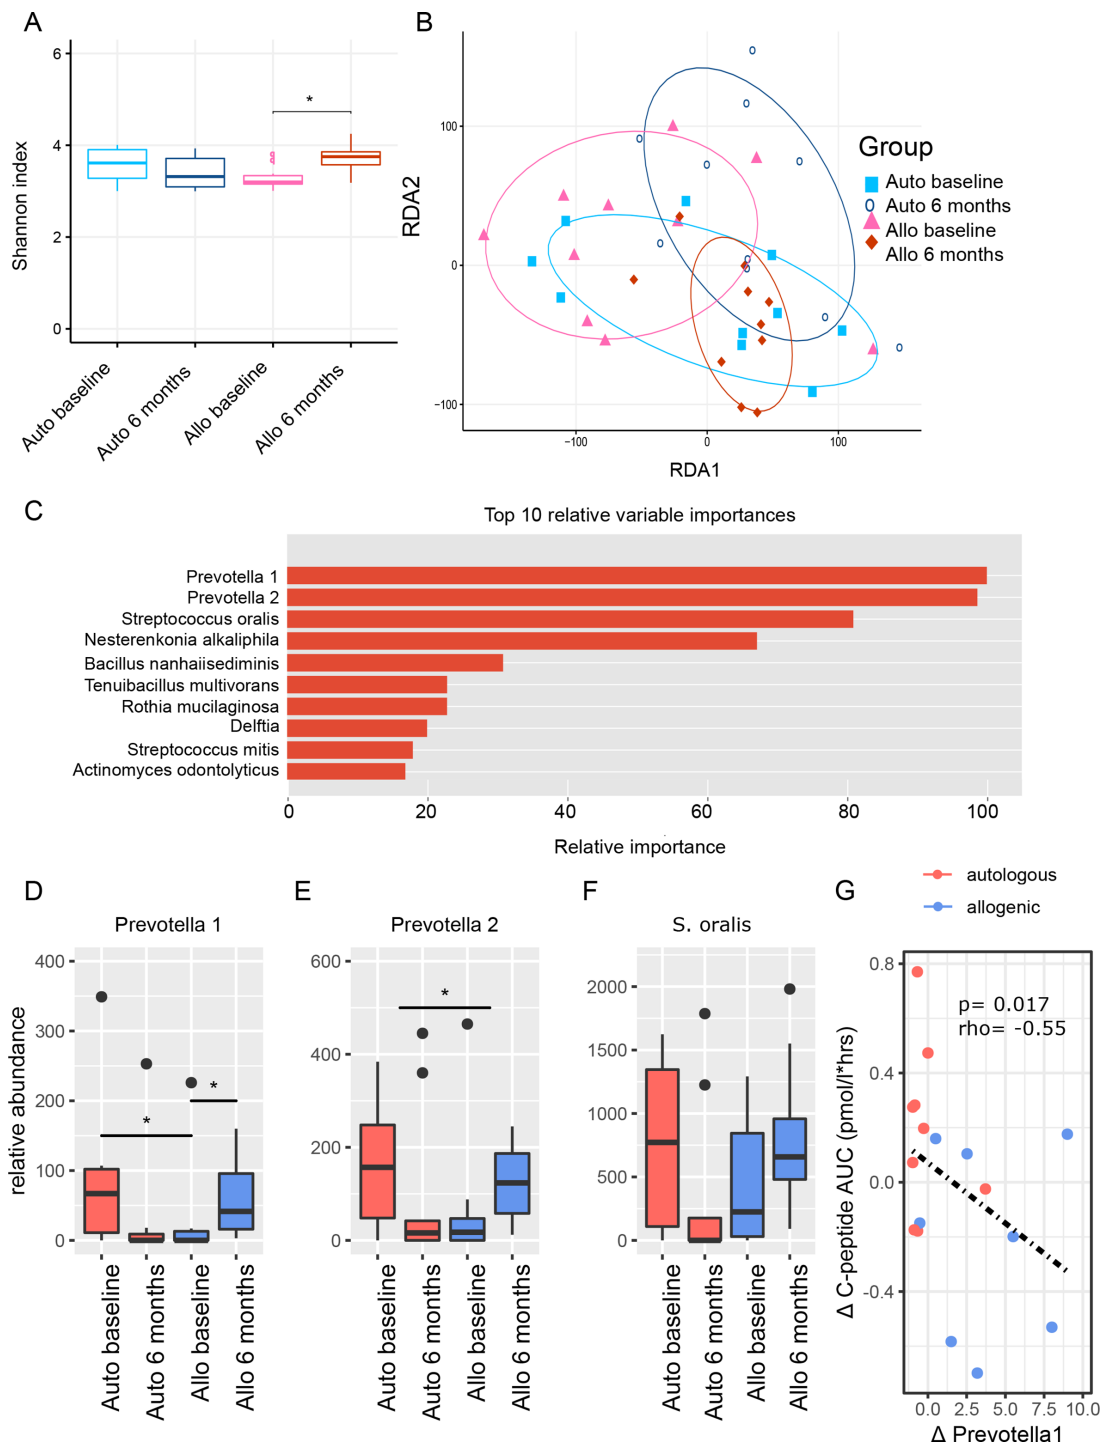 A
6
4
2
0
Shannon index
*
Auto baseline
Auto 6 months
Allo baseline
Allo 6 months
B
100
0
−100
RDA2
−100
0
100
RDA1
Group
Auto baseline
Auto 6 months
Allo baseline
Allo 6 months
C
Top 10 relative variable importances
Prevotella 1
Prevotella 2
Streptococcus oralis
Nesterenkonia alkaliphila
Bacillus nanhaiisediminis
Tenuibacillus multivorans
Rothia mucilaginosa
Delftia
Streptococcus mitis
Actinomyces odontolyticus
0 20 40 60 80 100
Relative importance
D
Prevotella 1
400
300
200
100
0
relative abundance
*
*
Auto baseline
Auto 6 months
Allo baseline
Allo 6 months
E
Prevotella 2
600
400
200
0
*
Auto baseline
Auto 6 months
Allo baseline
Allo 6 months
F
S. oralis
2000
1500
1000
500
0
Auto baseline
Auto 6 months
Allo baseline
Allo 6 months
G
autologous
allogenic
0.8
0.4
0.0
-0.4
Δ C-peptide AUC (pmol/l*hrs)
p= 0.017
rho= -0.55
0.0 2.5 5.0 7.5 10.0
Δ Prevotella1